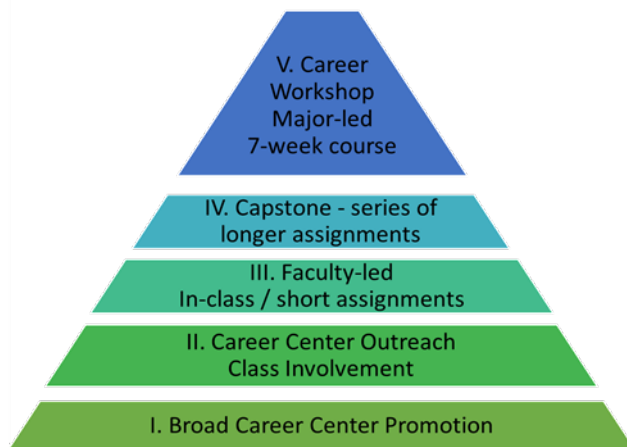 V. Career
Workshop
Major-led
7-week course
IV. Capstone - series of
longer assignments
III. Faculty-led
In-class / short assignments
II. Career Center Outreach
Class Involvement
I. Broad Career Center Promotion